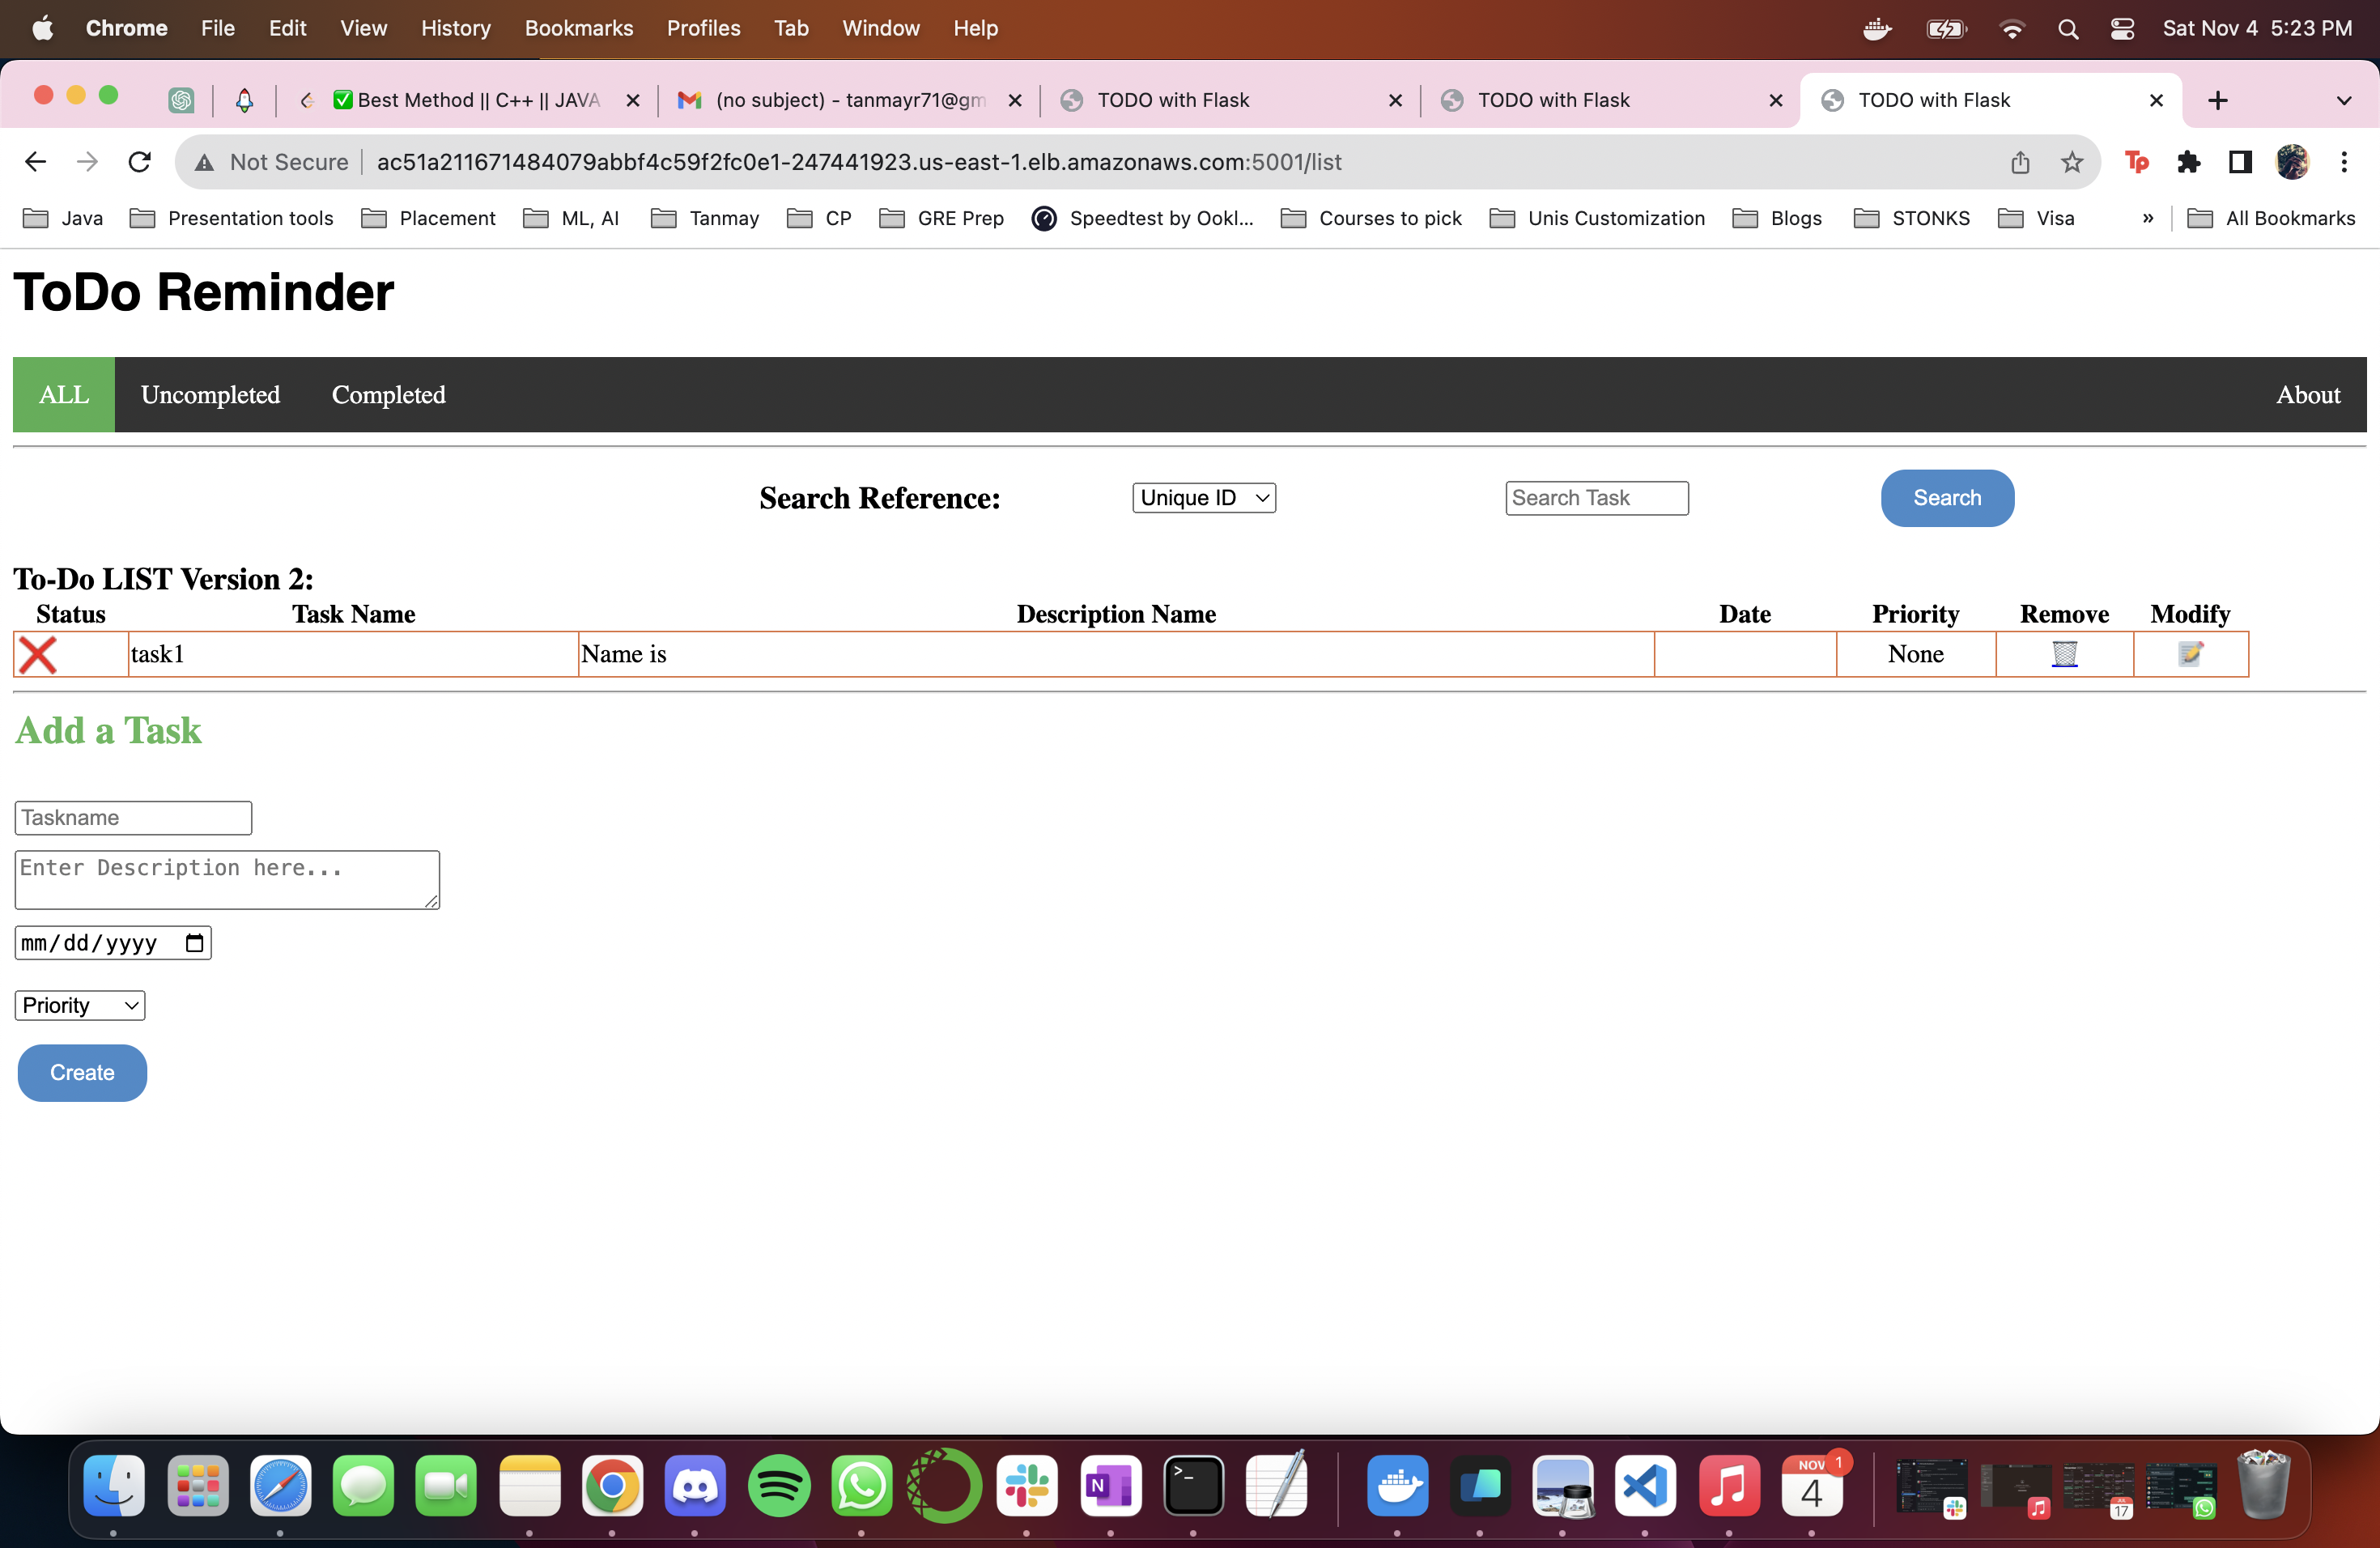 Chrome File Edit View History Bookmarks Profiles Tab Window Help Sat Nov 4 5:23 PM
Best Method || C++ || JAVA (no subject) - tanmayr71@gm TODO with Flask TODO with Flask TODO with Flask
Not Secure ac51a211671484079abbf4c59f2fc0e1-247441923.us-east-1.elb.amazonaws.com:5001/list Tp
Java Presentation tools Placement ML, AI Tanmay CP GRE Prep Speedtest by Ookl... Courses to pick Unis Customization Blogs STONKS Visa » All Bookmarks
ToDo Reminder
ALL Uncompleted Completed About
Search Reference: Unique ID Search Task Search
To-Do LIST Version 2:
Status Task Name Description Name Date Priority Remove Modify
task1 Name is None
Add a Task
Taskname
Enter Description here...
mm/dd/yyyy
Priority
Create
N NOV 4 1 17